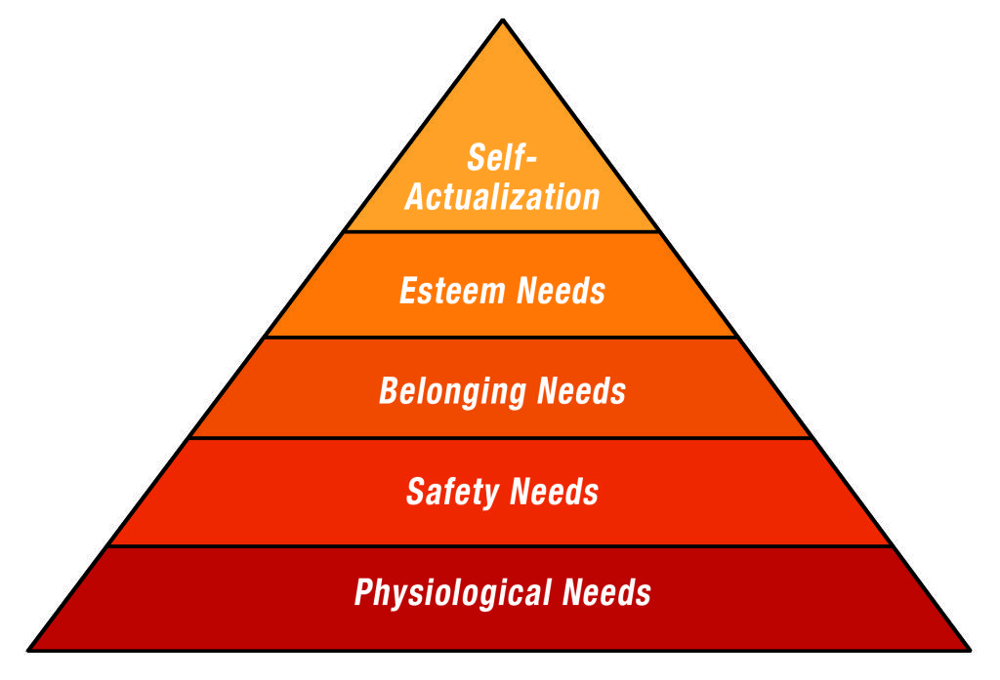 Self-
Actualization
Esteem Needs
Belonging Needs
Safety Needs
Physiological Needs